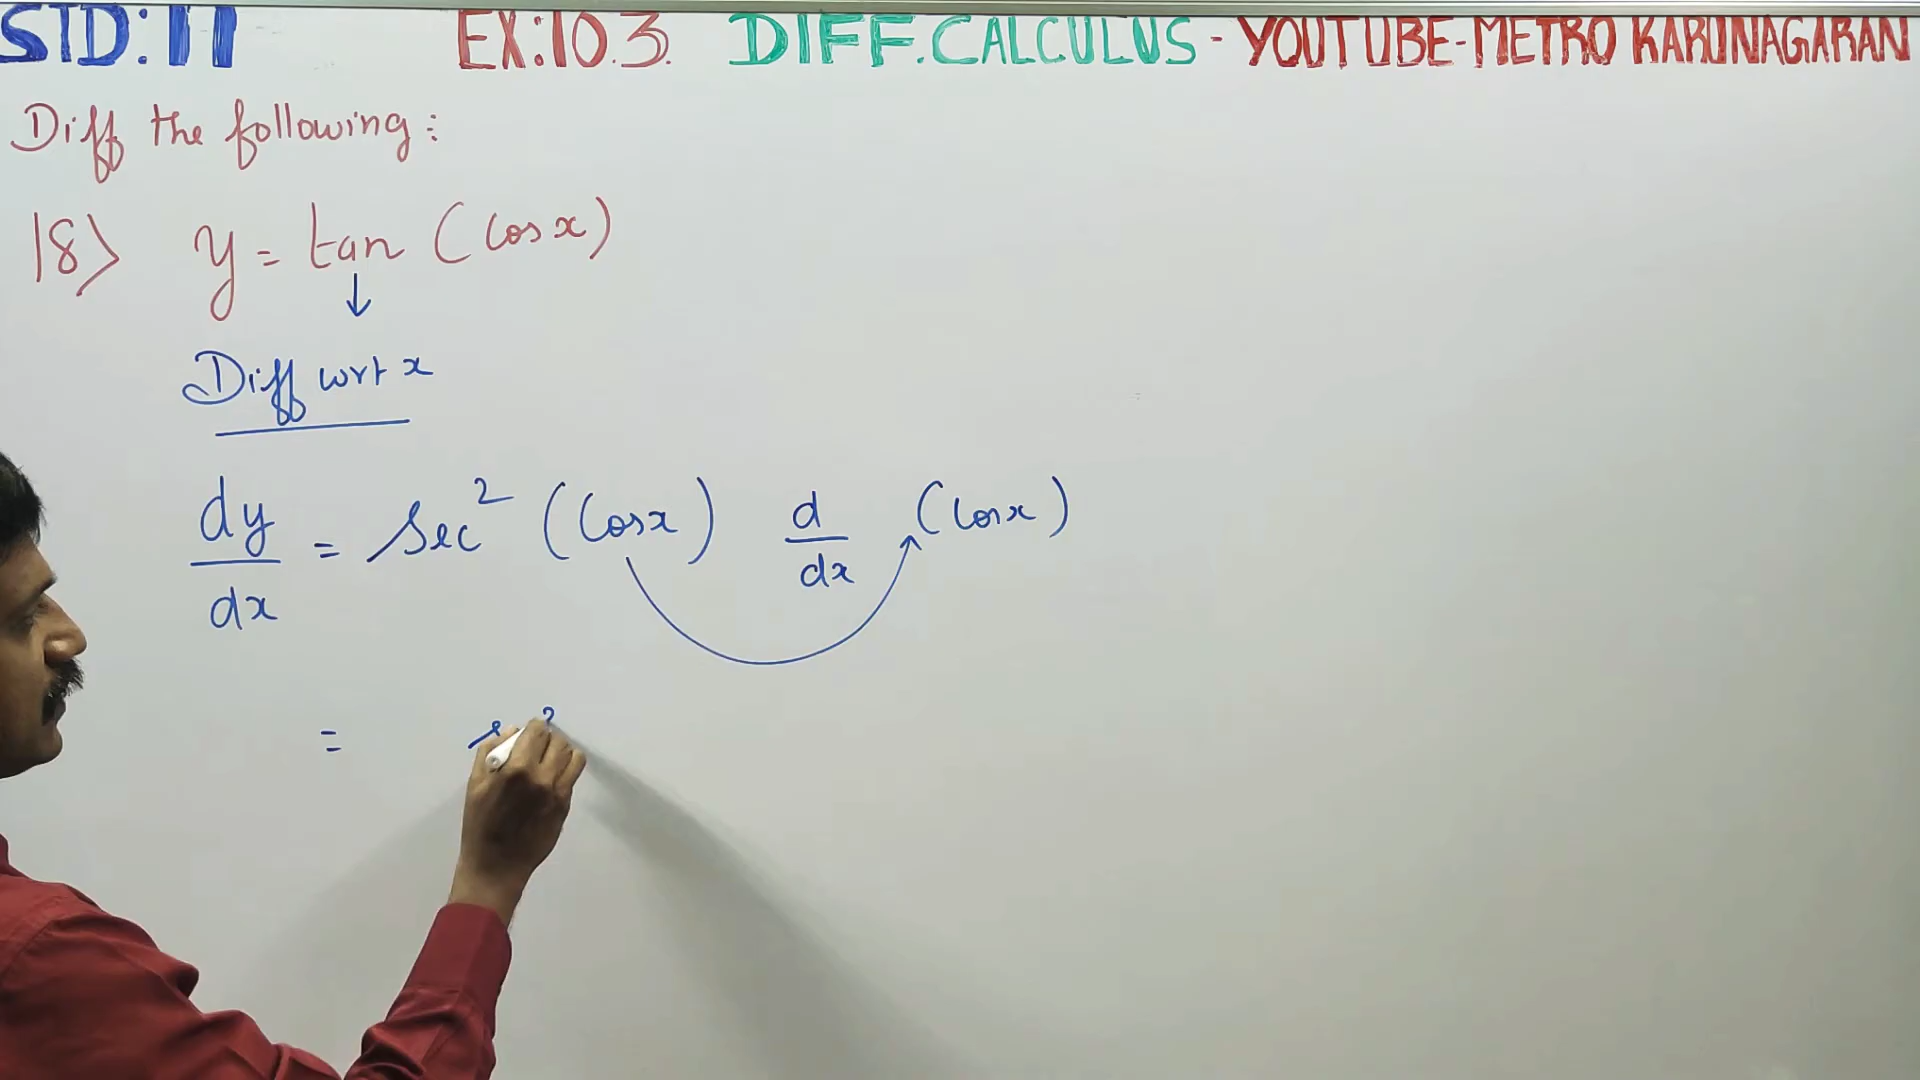 STD: 11 EX: 10.3. DIFF. CALCULUS - YOUTUBE - METRO KARUNAGARAN
Diff the following:
18> y = tan (cos x)
↓
Diff wrt x
dy/dx = sec² (cos x) d/dx (cos x)
=